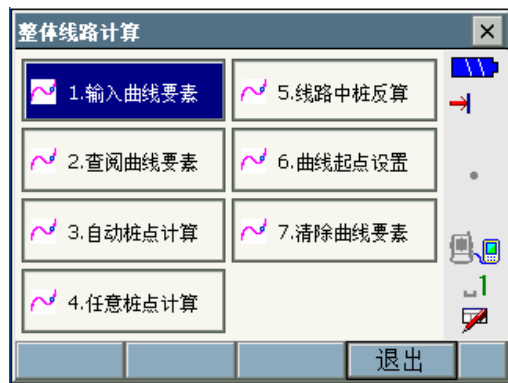 整体线路计算
1.输入曲线要素
5.线路中桩反算
2.查阅曲线要素
6.曲线起点设置
3.自动桩点计算
7.清除曲线要素
4.任意桩点计算
1
退出